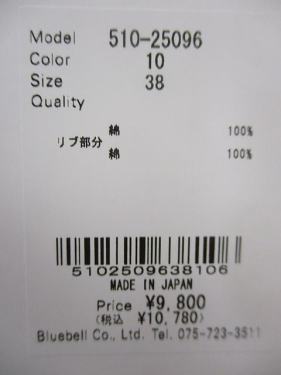 Model 510-25096
Color 10
Size 38
Quality
綿 100%
リブ部分
綿 100%
5102509638106
MADE IN JAPAN
Price ¥9,800
(税込 ¥10,780)
Bluebell Co., Ltd. Tel. 075-723-3511